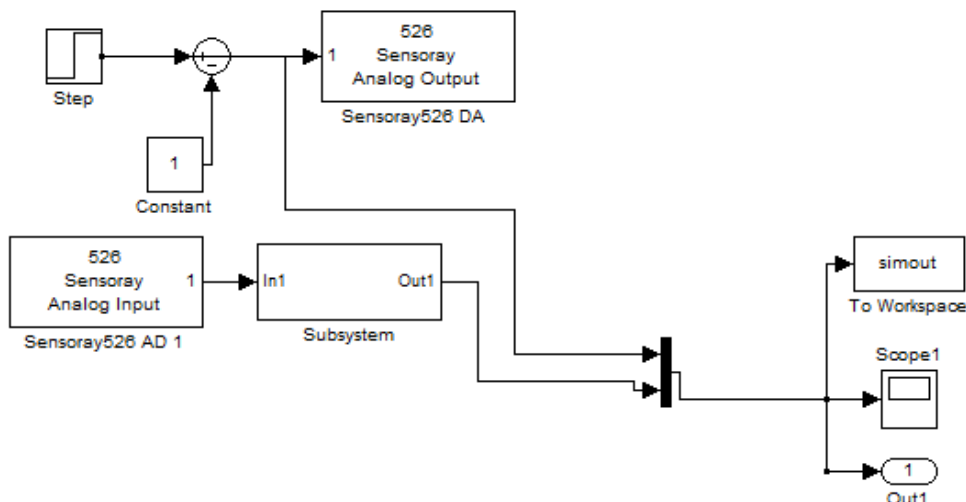 526
Sensoray
Analog Output
1
Sensoray526 DA
Step
1
Constant
526
Sensoray
Analog Input
1
Sensoray526 AD 1
In1
Out1
Subsystem
simout
To Workspace
Scope1
1
Out1